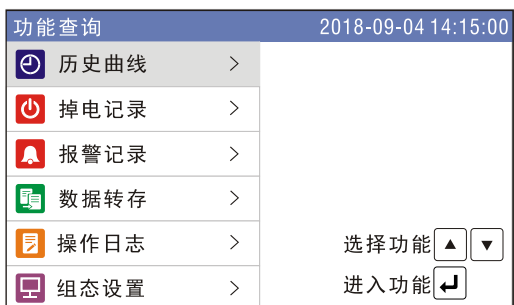 功能查询 2018-09-04 14:15:00
历史曲线 >
掉电记录 >
报警记录 >
数据转存 >
操作日志 >
组态设置 >
选择功能 ▲ ▼
进入功能 ↵